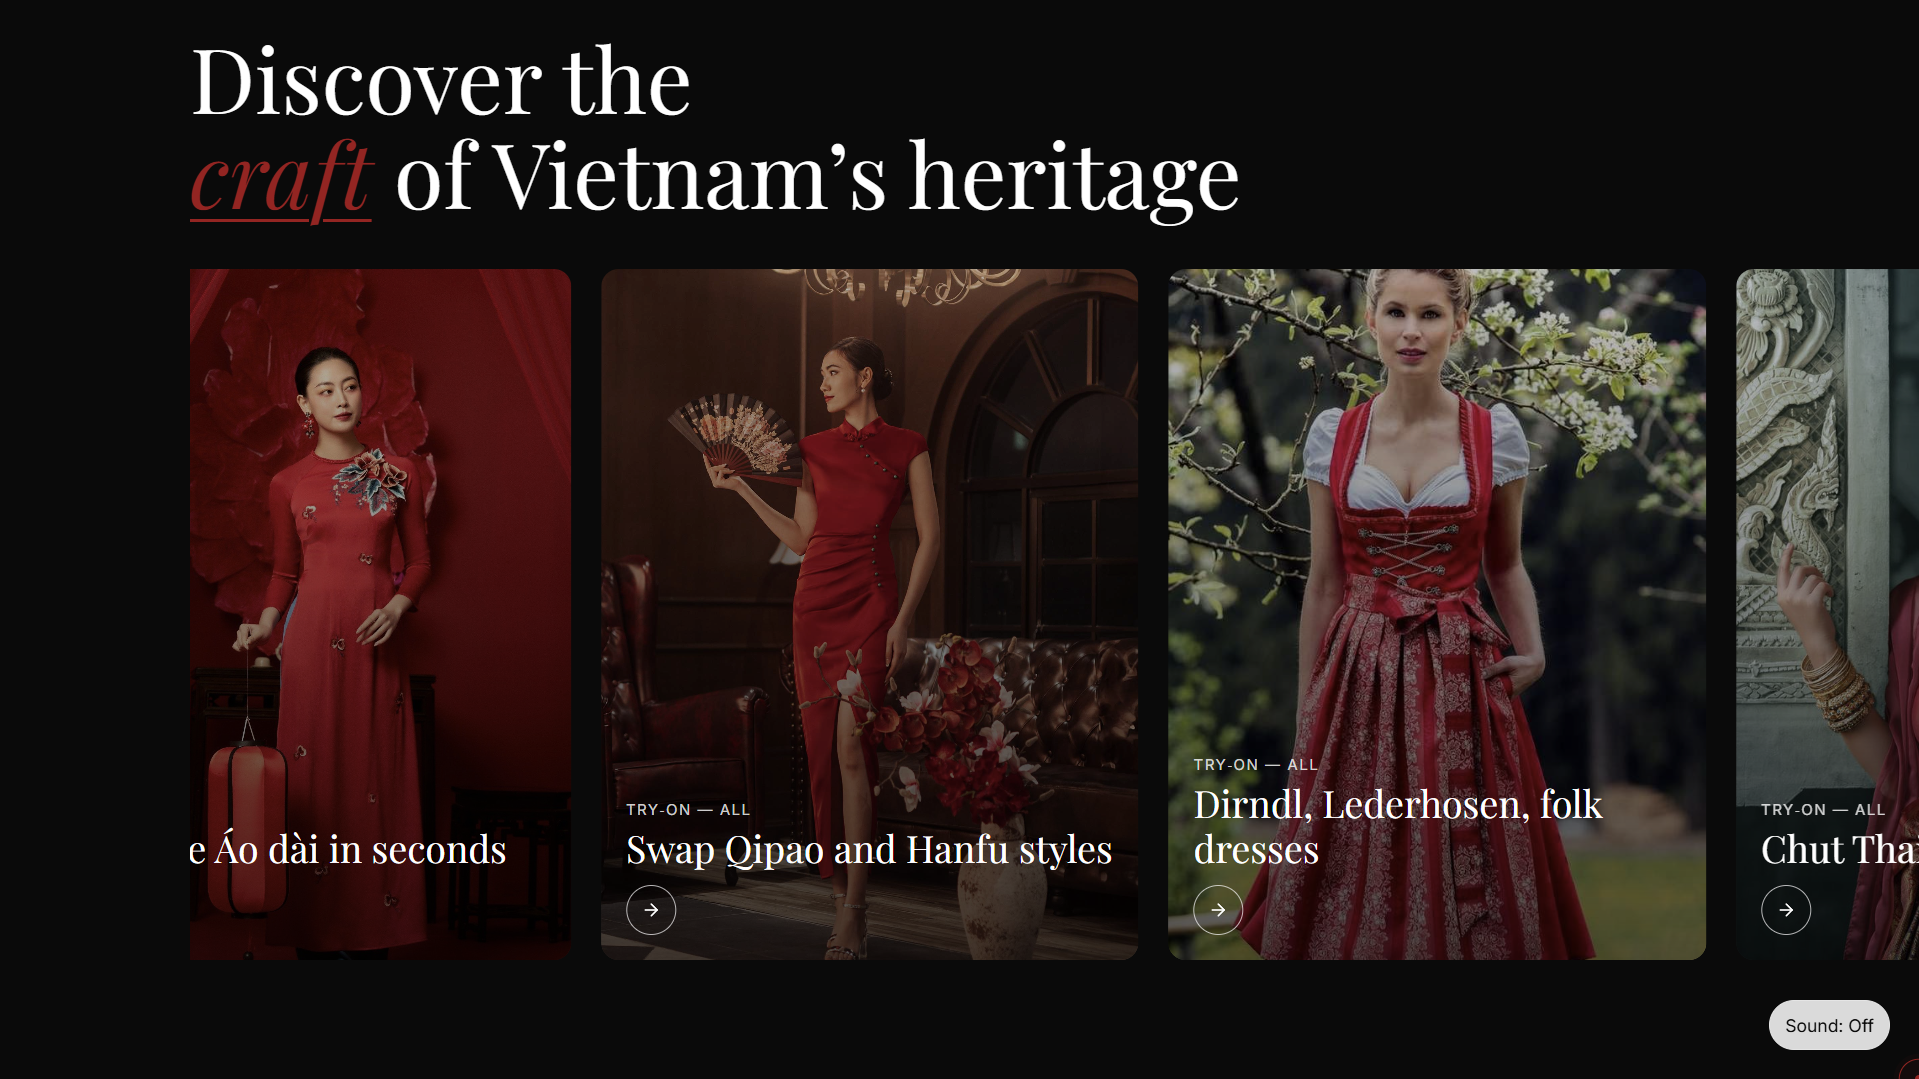 Discover the
craft of Vietnam’s heritage
e Áo dài in seconds
TRY-ON — ALL
Swap Qipao and Hanfu styles
TRY-ON — ALL
Dirndl, Lederhosen, folk
dresses
TRY-ON — ALL
Chut Tha
Sound: Off